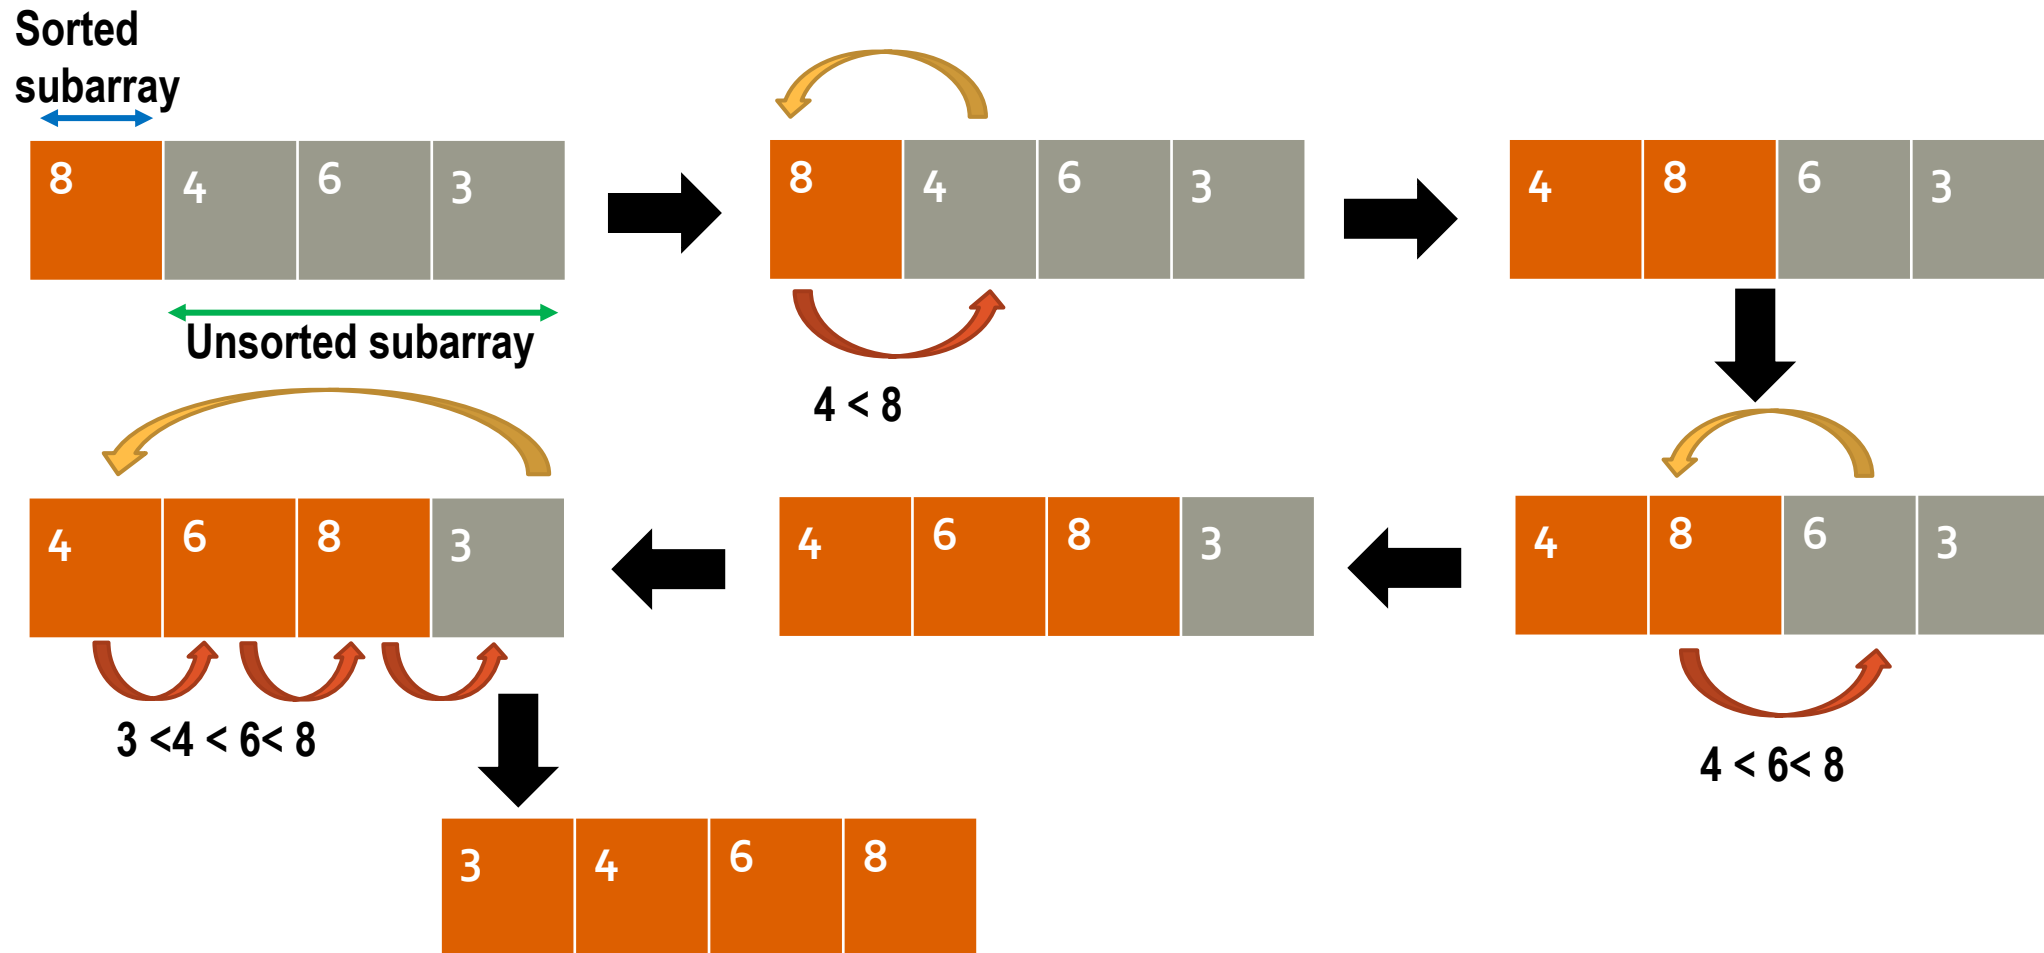 Sorted
subarray
8 4 6 3
Unsorted subarray
8 4 6 3
4 < 8
4 8 6 3
4 8 6 3
4 < 6< 8
4 6 8 3
4 6 8 3
3 <4 < 6< 8
3 4 6 8